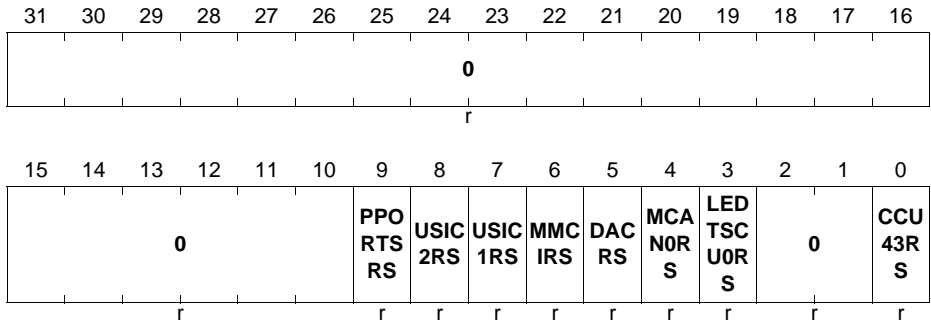 31 30 29 28 27 26 25 24 23 22 21 20 19 18 17 16
0
r
15 14 13 12 11 10 9 8 7 6 5 4 3 2 1 0
0 PPO RTS RS USIC 2RS USIC 1RS MMC IRS DAC RS MCA N0R S LED TSC U0R S 0 CCU 43R S
r r r r r r r r r r